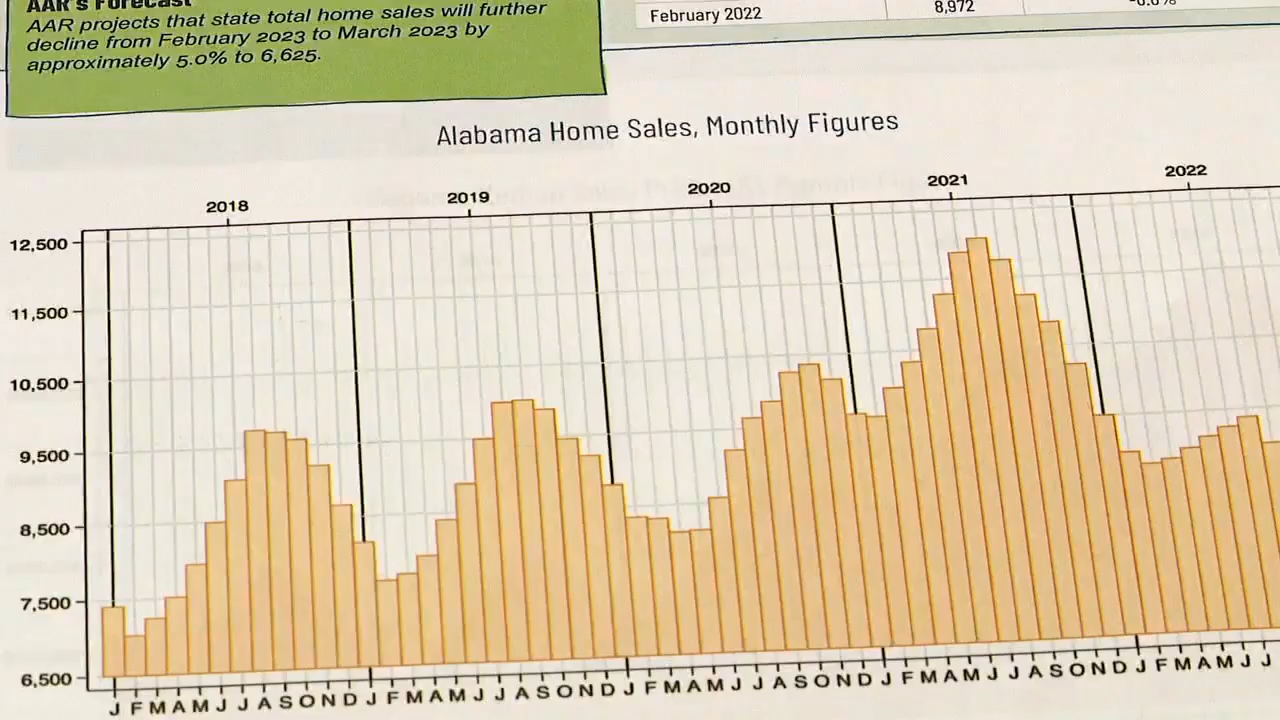 AAR's Forecast
AAR projects that state total home sales will further
decline from February 2023 to March 2023 by
approximately 5.0% to 6,625.
February 2022 8,972
Alabama Home Sales, Monthly Figures
2018 2019 2020 2021 2022
12,500
11,500
10,500
9,500
8,500
7,500
6,500
J F M A M J J A S O N D J F M A M J J A S O N D J F M A M J J A S O N D J F M A M J J A S O N D J F M A M J J